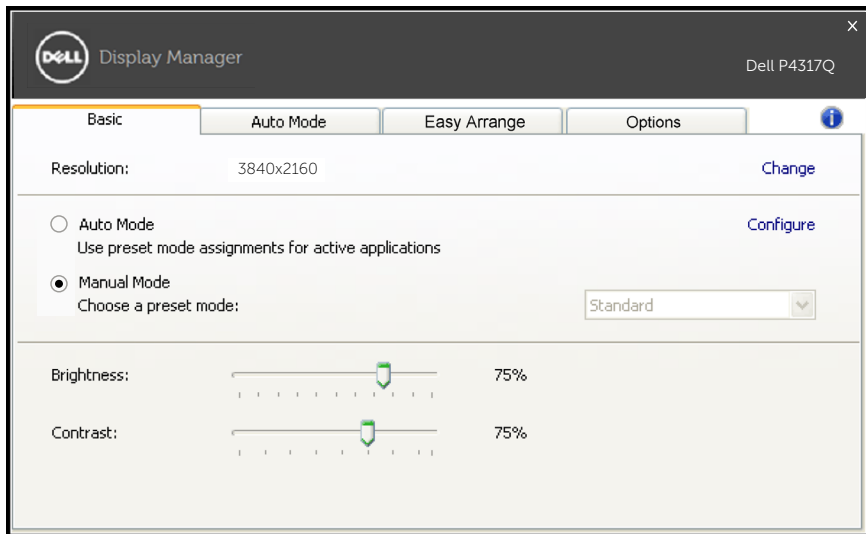 X
DELL Display Manager
Dell P4317Q
Basic Auto Mode Easy Arrange Options i
Resolution: 3840x2160 Change
Auto Mode Configure
Use preset mode assignments for active applications
Manual Mode
Choose a preset mode: Standard
Brightness: 75%
Contrast: 75%